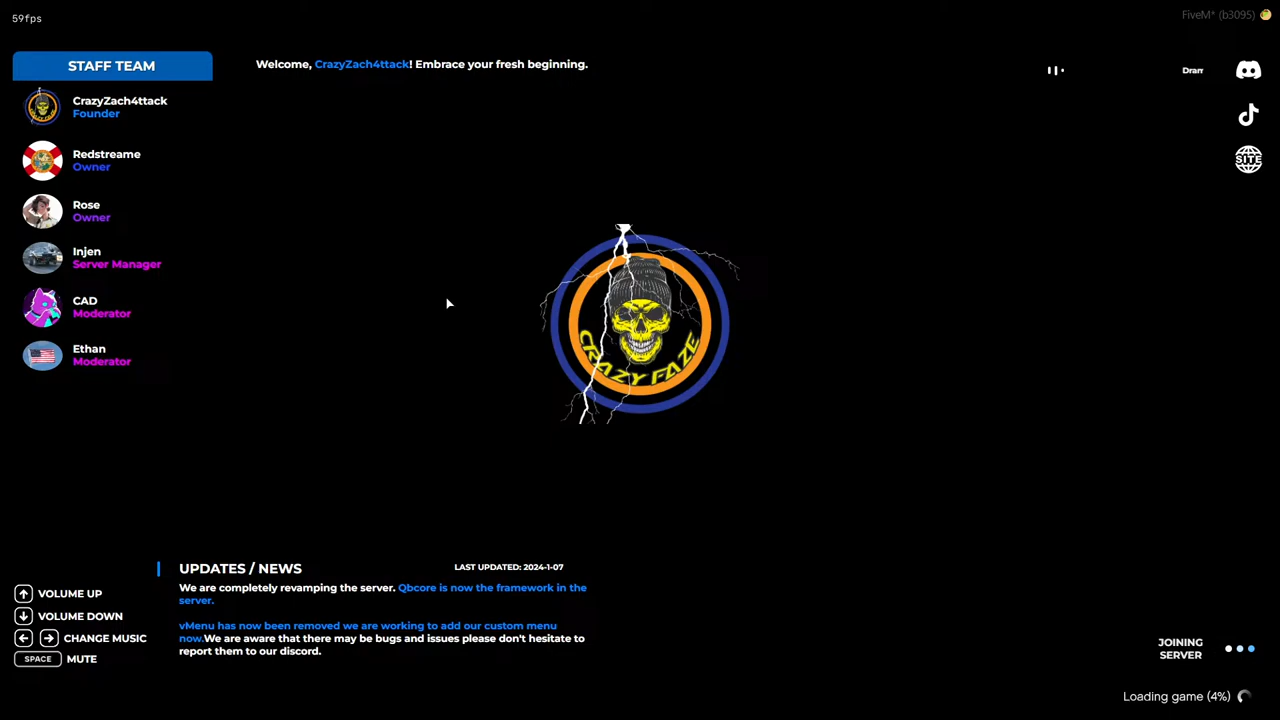 59fps
FiveM* (b3095)
STAFF TEAM
Welcome, CrazyZach4ttack! Embrace your fresh beginning.
CrazyZach4ttack
Founder
Redstreame
Owner
Rose
Owner
Injen
Server Manager
CAD
Moderator
Ethan
Moderator
SITE
CRAZY FAZE
UPDATES / NEWS
LAST UPDATED: 2024-1-07
We are completely revamping the server. Qbcore is now the framework in the
server.
vMenu has now been removed we are working to add our custom menu
now.We are aware that there may be bugs and issues please don't hesitate to
report them to our discord.
VOLUME UP
VOLUME DOWN
CHANGE MUSIC
SPACE MUTE
JOINING
SERVER
Loading game (4%)